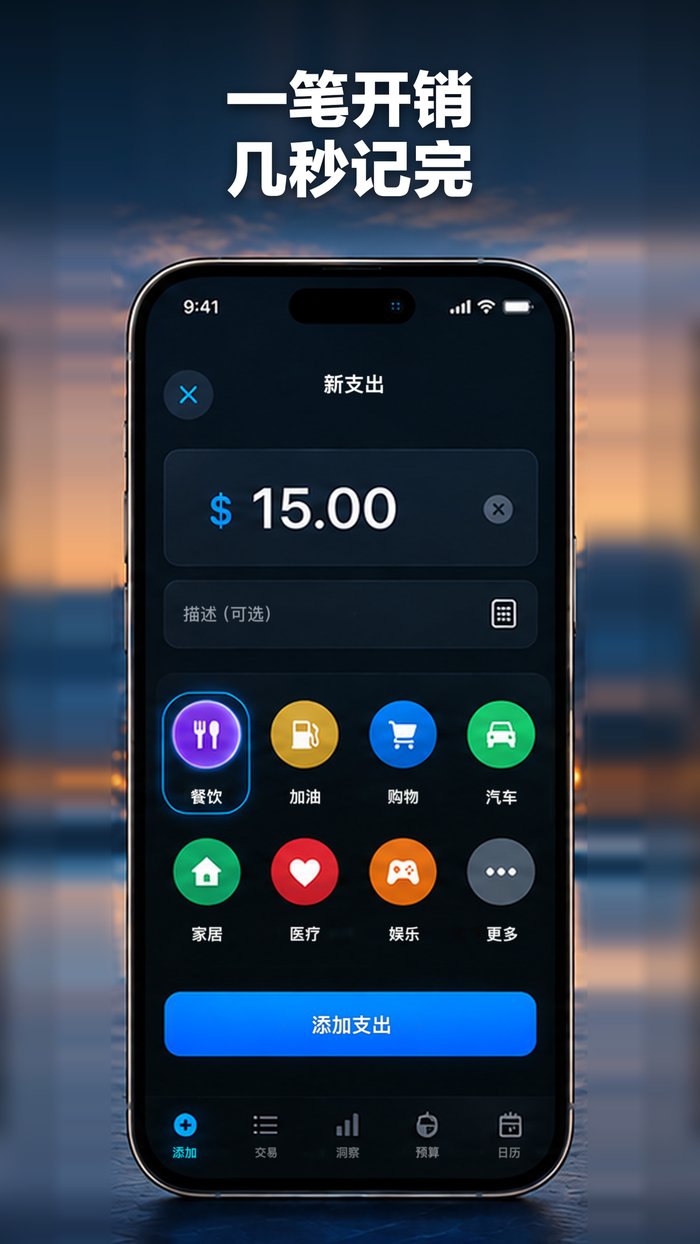 一笔开销
几秒记完
9:41
新支出
$ 15.00
描述 (可选)
餐饮 加油 购物 汽车
家居 医疗 娱乐 更多
添加支出
添加 交易 洞察 预算 日历